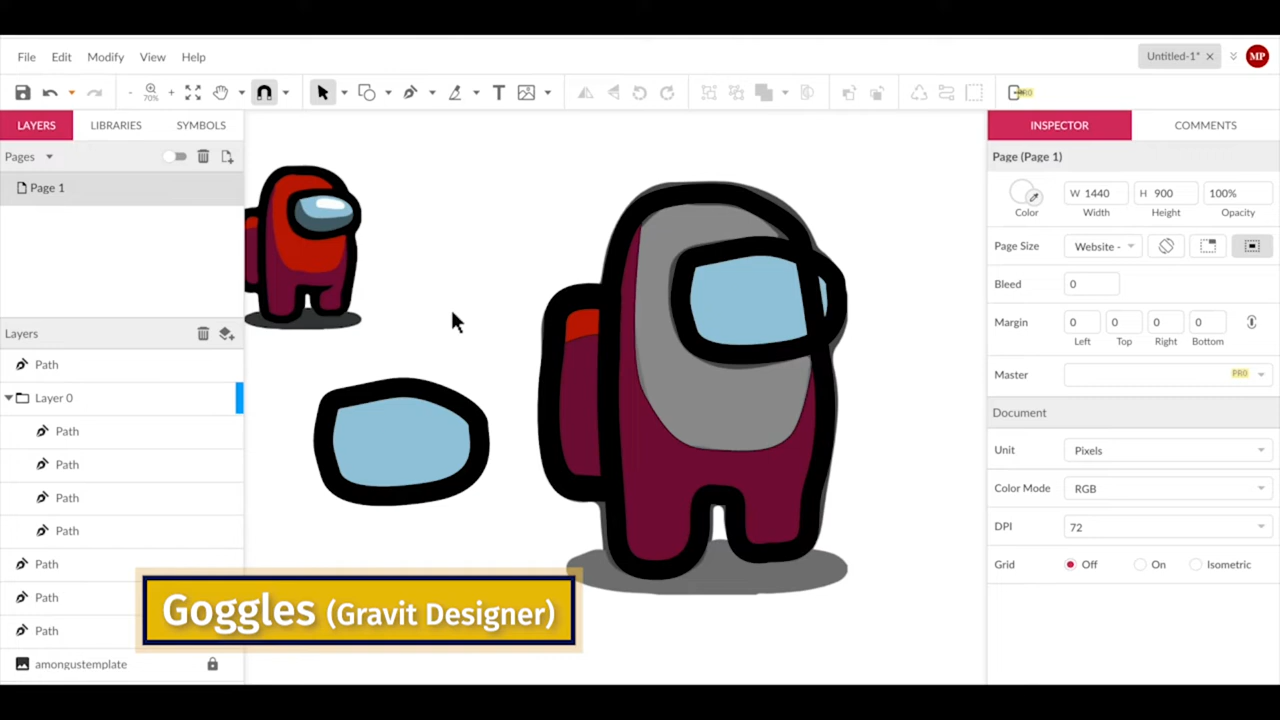 File Edit Modify View Help
Untitled-1* MP
70%
PRO
LAYERS LIBRARIES SYMBOLS
INSPECTOR COMMENTS
Pages
Page (Page 1)
Page 1
W 1440 H 900 100%
Color Width Height Opacity
Page Size Website -
Bleed 0
Margin 0 0 0 0
Left Top Right Bottom
Layers
Path
Master PRO
Layer 0
Document
Path
Unit Pixels
Path
Color Mode RGB
Path
DPI 72
Path
Grid Off On Isometric
Path
Path
Path
Goggles (Gravit Designer)
amongustemplate